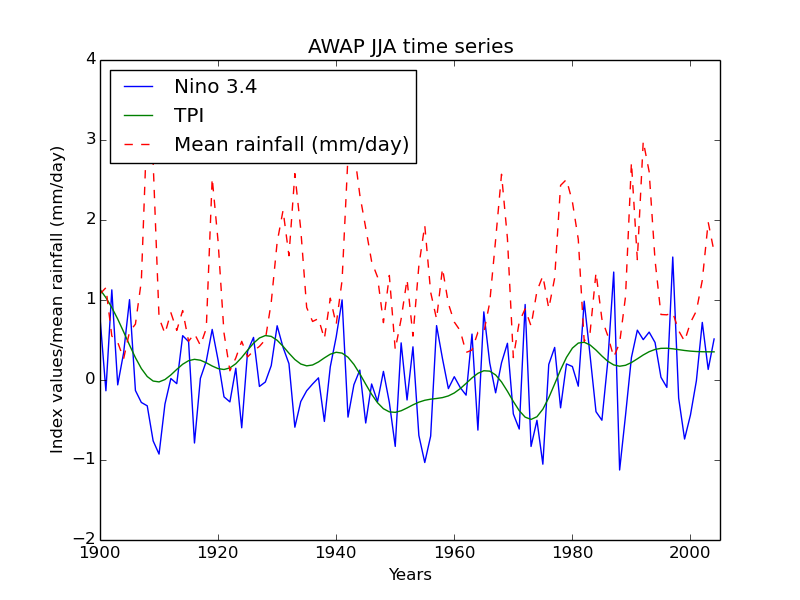 AWAP JJA time series
Nino 3.4
TPI
Mean rainfall (mm/day)
Index values/mean rainfall (mm/day)
4
3
2
1
0
−1
−2
1900 1920 1940 1960 1980 2000
Years